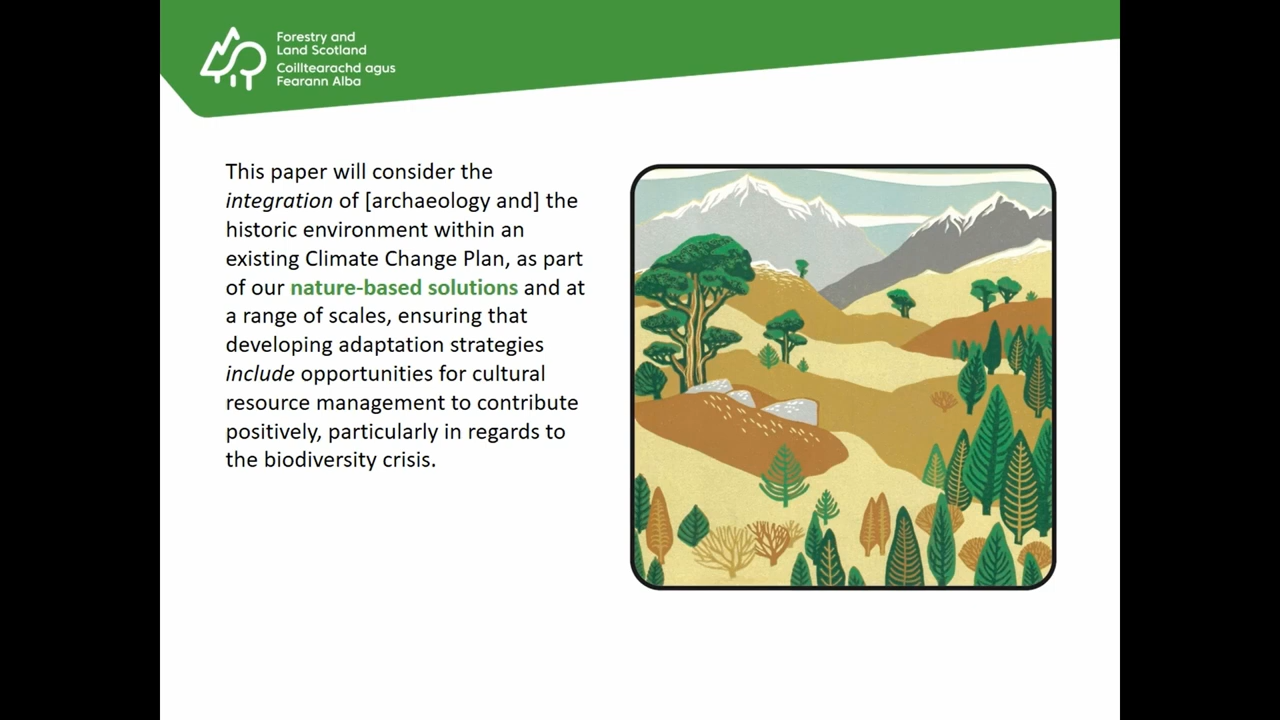 Forestry and
Land Scotland
Coilltearachd agus
Fearann Alba
This paper will consider the
integration of [archaeology and] the
historic environment within an
existing Climate Change Plan, as part
of our nature-based solutions and at
a range of scales, ensuring that
developing adaptation strategies
include opportunities for cultural
resource management to contribute
positively, particularly in regards to
the biodiversity crisis.